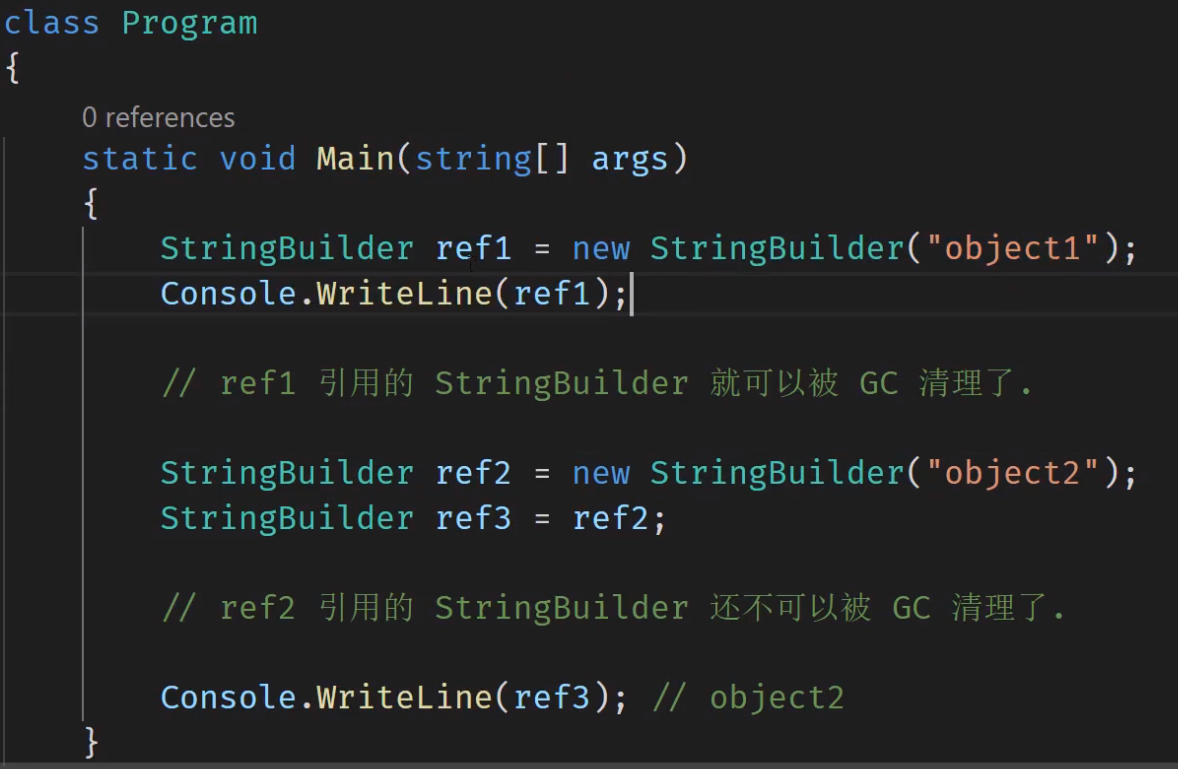 class Program
{
0 references
static void Main(string[] args)
{
StringBuilder ref1 = new StringBuilder("object1");
Console.WriteLine(ref1);
// ref1 引用的 StringBuilder 就可以被 GC 清理了.
StringBuilder ref2 = new StringBuilder("object2");
StringBuilder ref3 = ref2;
// ref2 引用的 StringBuilder 还不可以被 GC 清理了.
Console.WriteLine(ref3); // object2
}